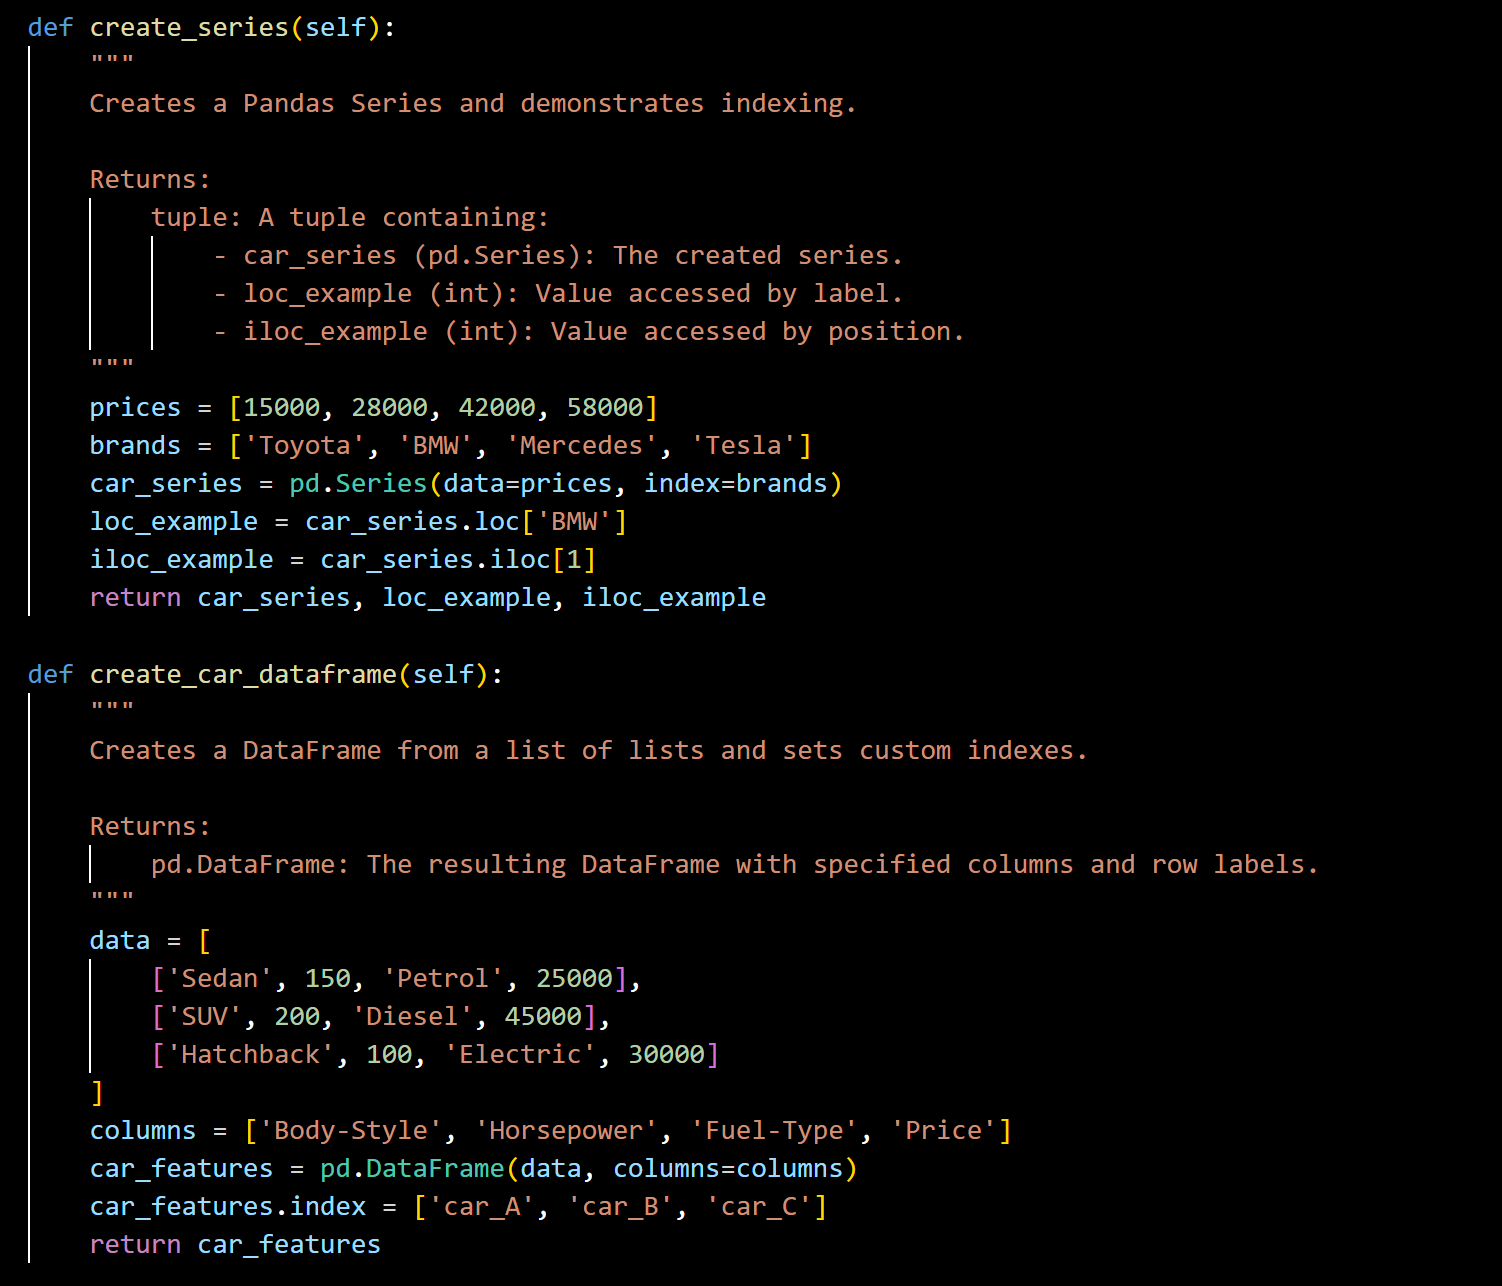 def create_series(self):
    """
    Creates a Pandas Series and demonstrates indexing.

    Returns:
        tuple: A tuple containing:
            - car_series (pd.Series): The created series.
            - loc_example (int): Value accessed by label.
            - iloc_example (int): Value accessed by position.
    """
    prices = [15000, 28000, 42000, 58000]
    brands = ['Toyota', 'BMW', 'Mercedes', 'Tesla']
    car_series = pd.Series(data=prices, index=brands)
    loc_example = car_series.loc['BMW']
    iloc_example = car_series.iloc[1]
    return car_series, loc_example, iloc_example

def create_car_dataframe(self):
    """
    Creates a DataFrame from a list of lists and sets custom indexes.

    Returns:
        pd.DataFrame: The resulting DataFrame with specified columns and row labels.
    """
    data = [
        ['Sedan', 150, 'Petrol', 25000],
        ['SUV', 200, 'Diesel', 45000],
        ['Hatchback', 100, 'Electric', 30000]
    ]
    columns = ['Body-Style', 'Horsepower', 'Fuel-Type', 'Price']
    car_features = pd.DataFrame(data, columns=columns)
    car_features.index = ['car_A', 'car_B', 'car_C']
    return car_features